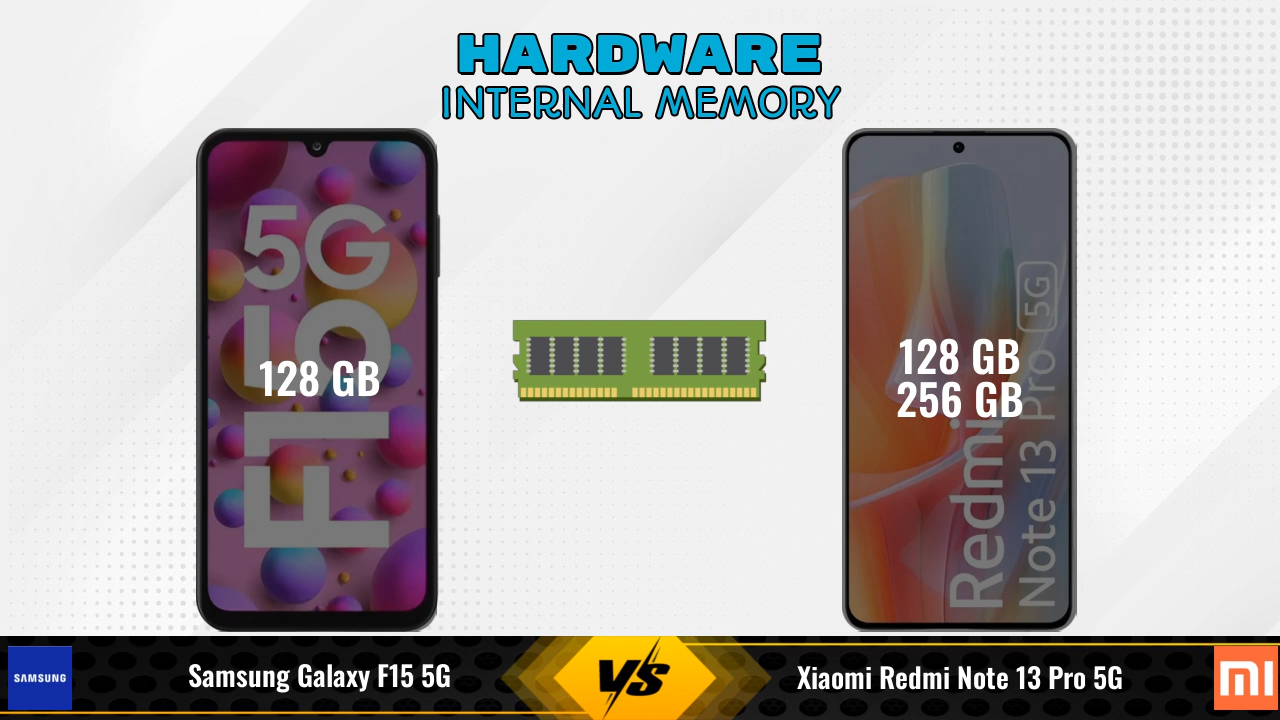 HARDWARE
INTERNAL MEMORY
5G
F15
128 GB
128 GB
256 GB
Redmi
Note 13 Pro 5G
SAMSUNG
Samsung Galaxy F15 5G
VS
Xiaomi Redmi Note 13 Pro 5G
mi